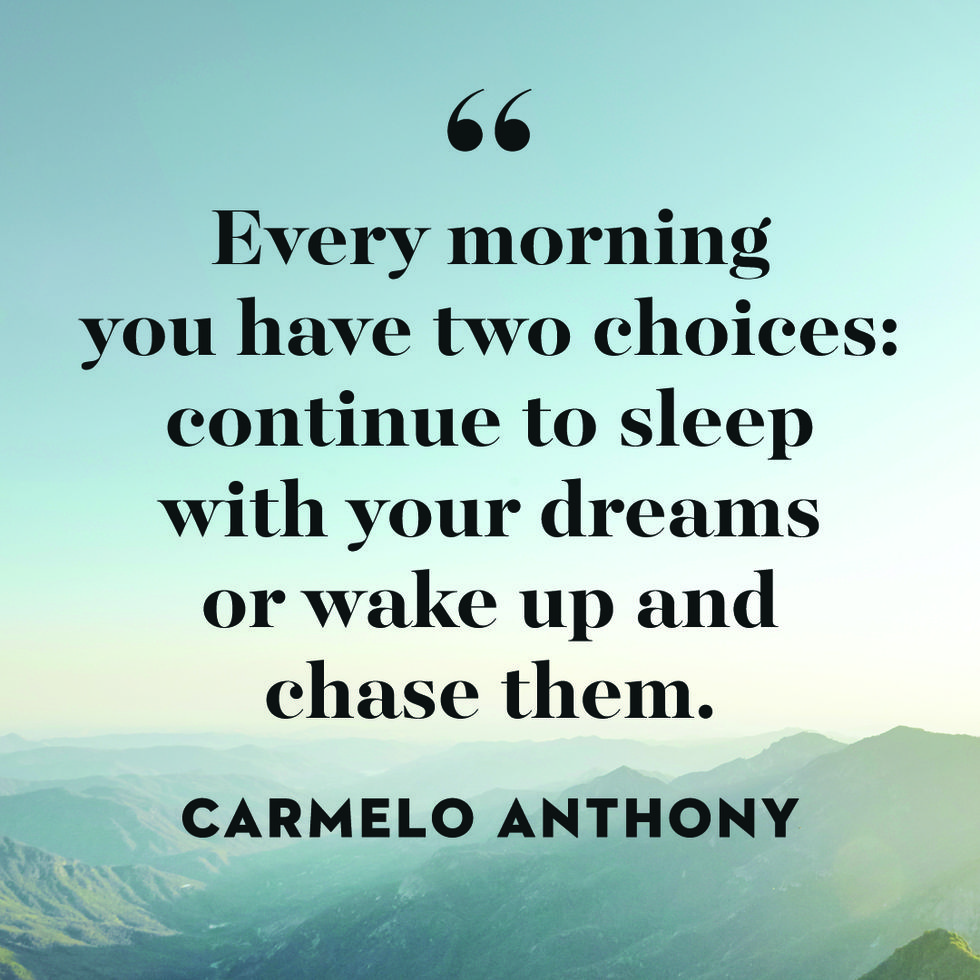 “
Every morning
you have two choices:
continue to sleep
with your dreams
or wake up and
chase them.
CARMELO ANTHONY